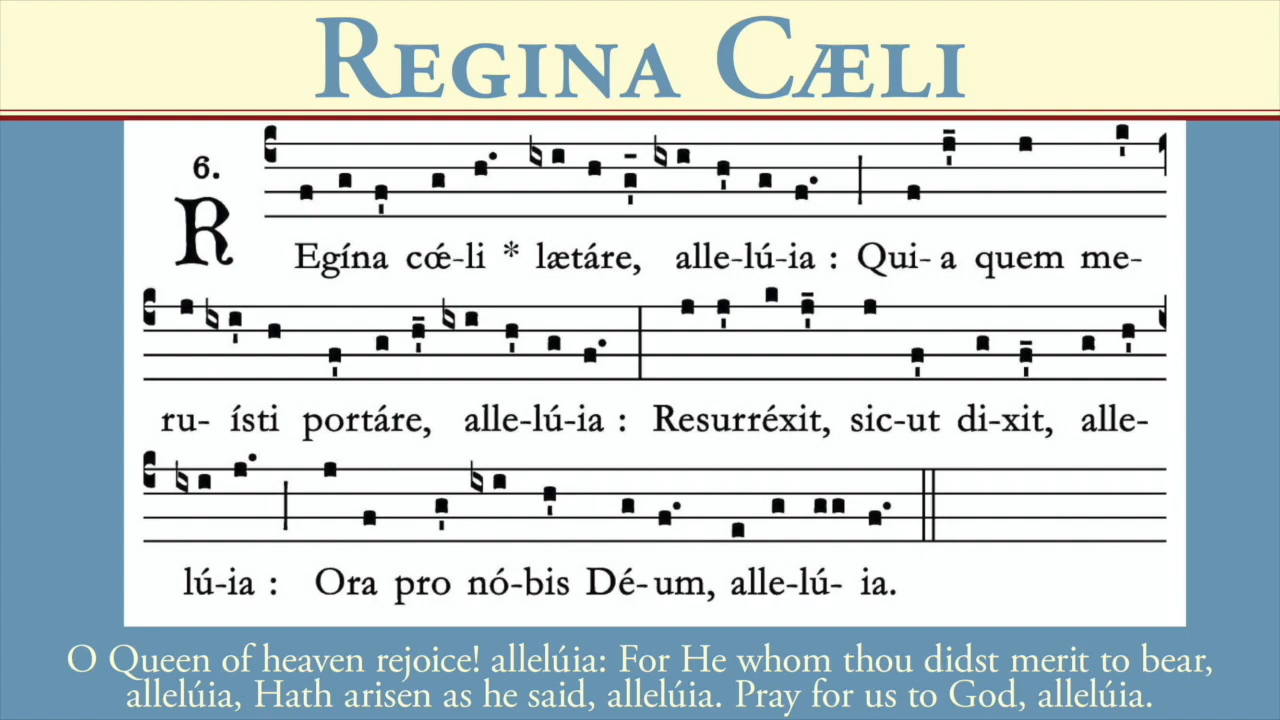 REGINA CÆLI
6.
REgína cǽ-li * lætáre, alle-lú-ia : Qui- a quem me-
ru- ísti portáre, alle-lú-ia : Resurréxit, sic-ut di-xit, alle-
lú-ia : Ora pro nó-bis Dé-um, alle-lú- ia.
O Queen of heaven rejoice! allelúia: For He whom thou didst merit to bear,
allelúia, Hath arisen as he said, allelúia. Pray for us to God, allelúia.